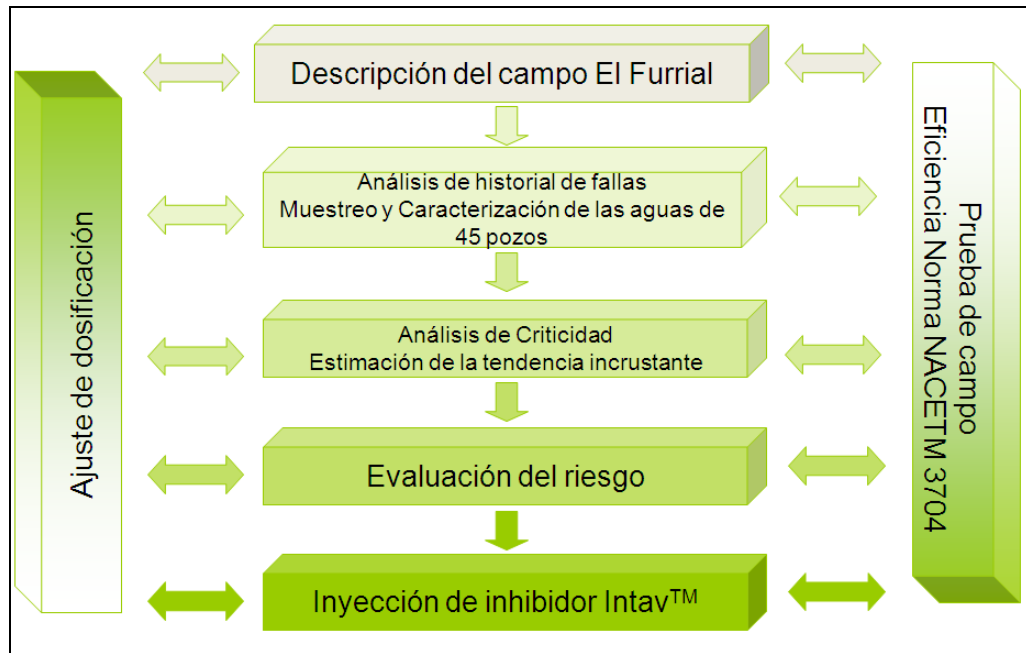 Descripción del campo El Furrial
Análisis de historial de fallas
Muestreo y Caracterización de las aguas de
45 pozos
Análisis de Criticidad
Estimación de la tendencia incrustante
Evaluación del riesgo
Inyección de inhibidor Intav™
Ajuste de dosificación
Prueba de campo
Eficiencia Norma NACETM 3704